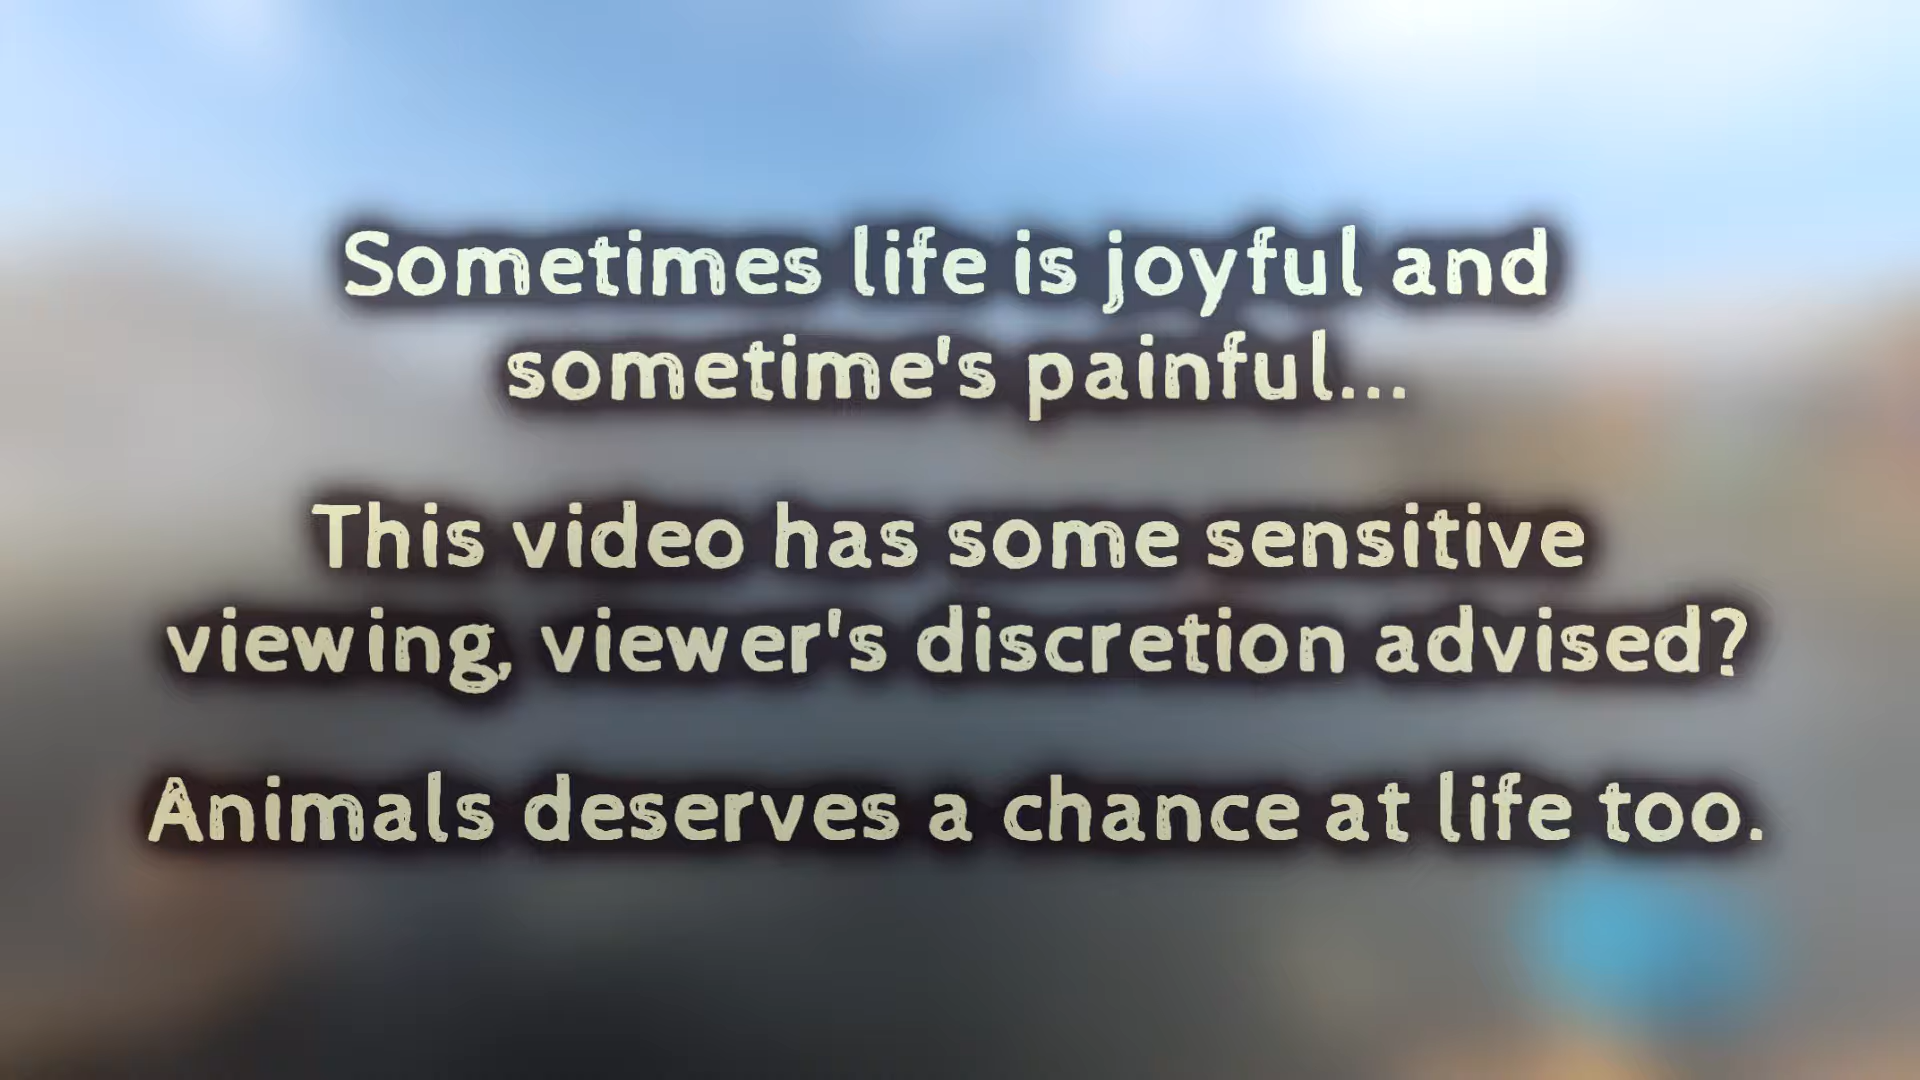 Sometimes life is joyful and
sometime's painful...
This video has some sensitive
viewing, viewer's discretion advised?
Animals deserves a chance at life too.